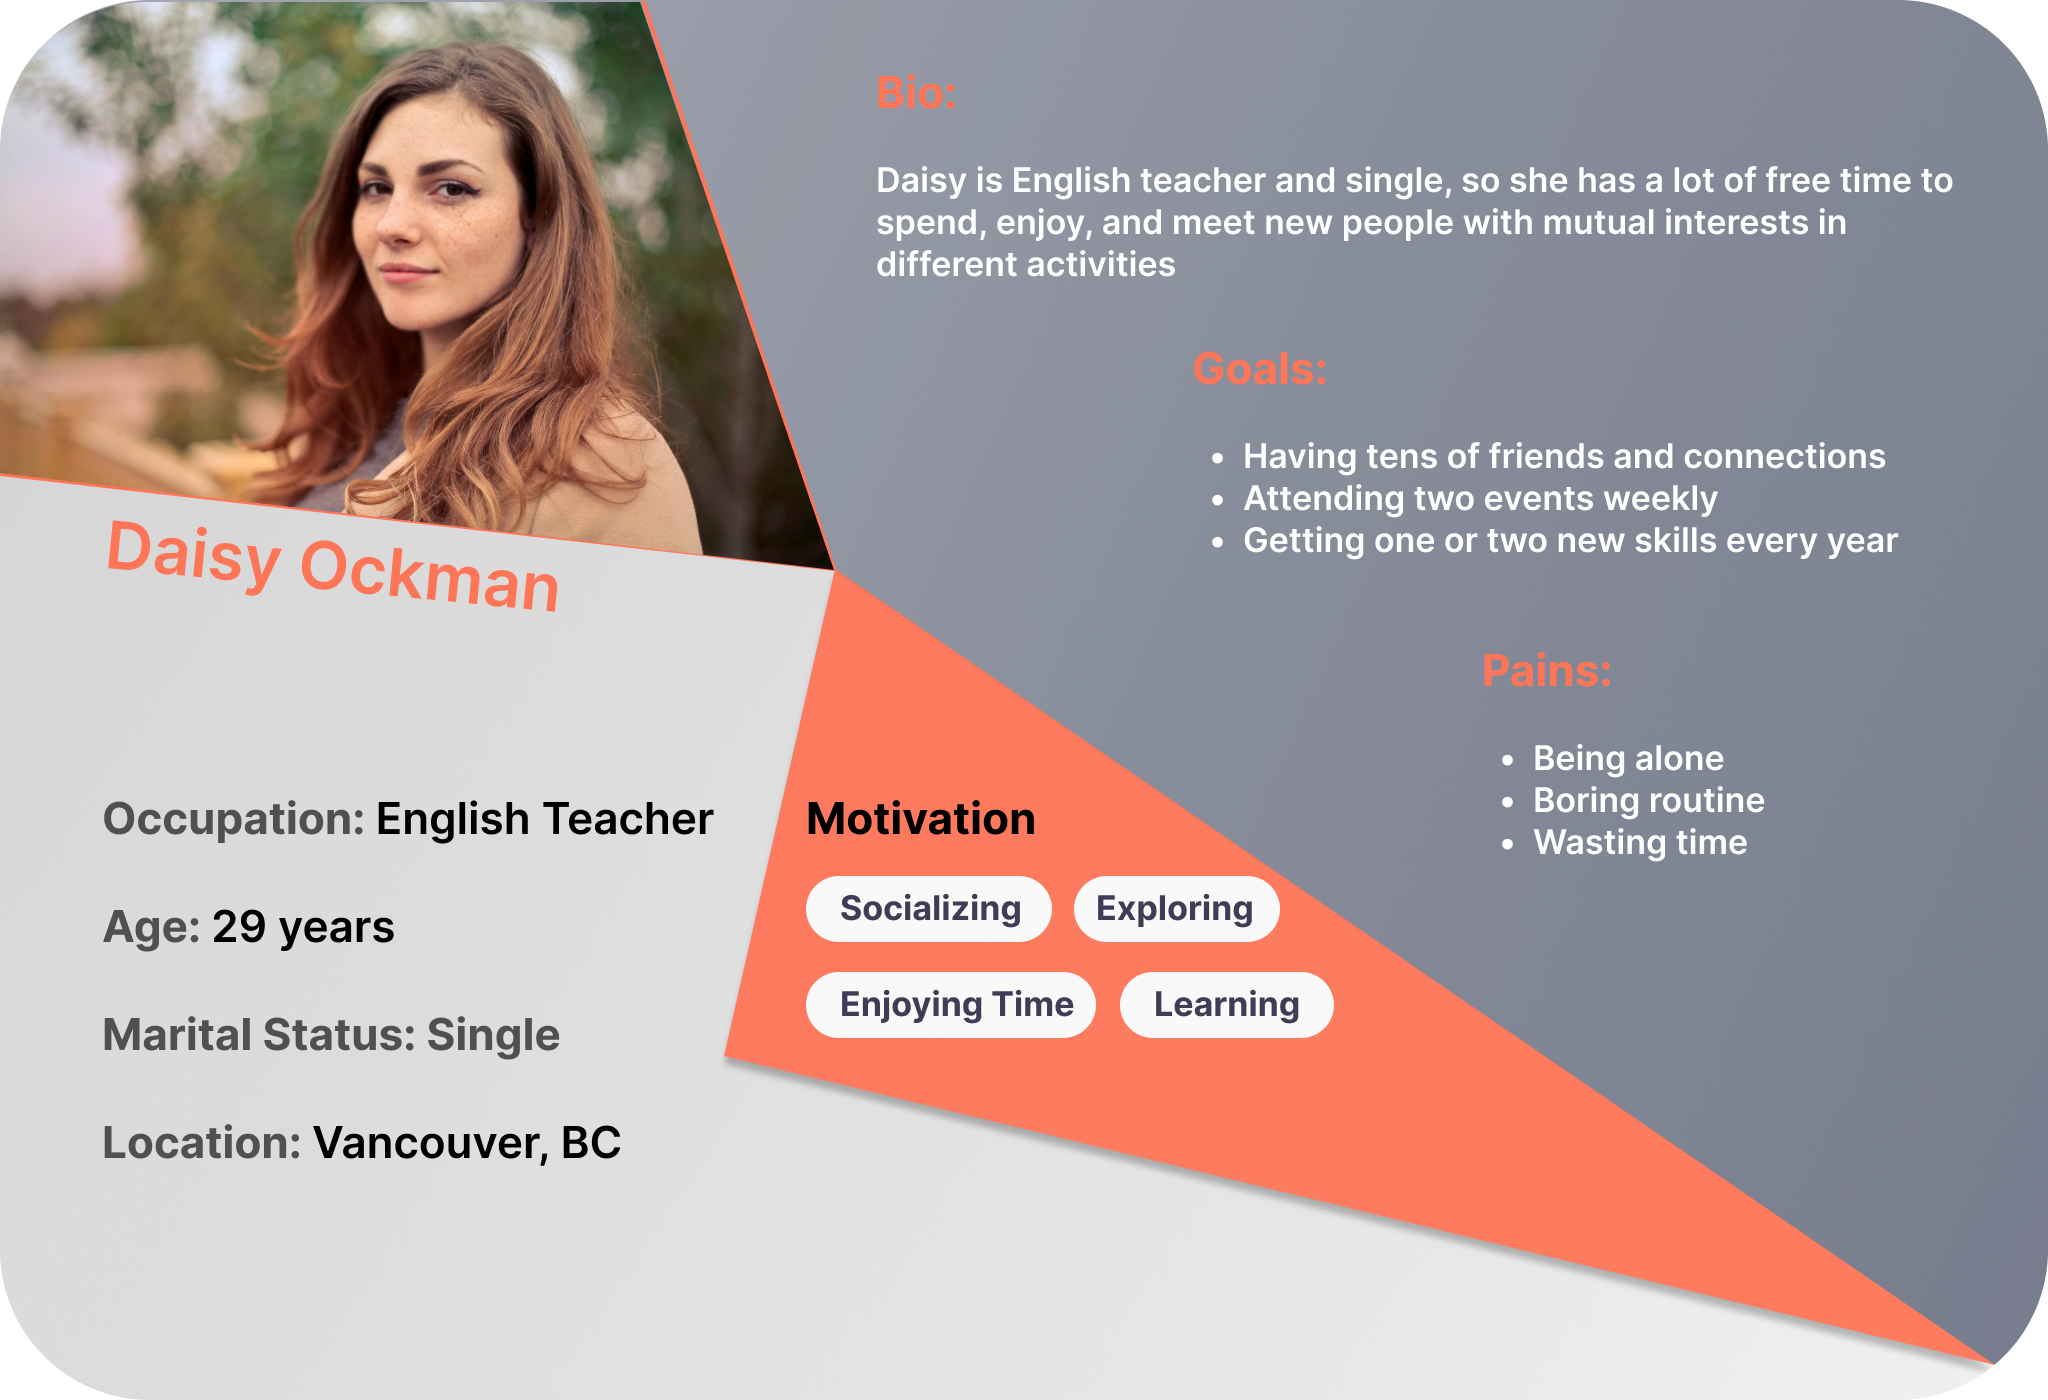 Daisy Ockman
Occupation: English Teacher
Age: 29 years
Marital Status: Single
Location: Vancouver, BC
Motivation
Socializing Exploring
Enjoying Time Learning
Bio:
Daisy is English teacher and single, so she has a lot of free time to
spend, enjoy, and meet new people with mutual interests in
different activities
Goals:
• Having tens of friends and connections
• Attending two events weekly
• Getting one or two new skills every year
Pains:
• Being alone
• Boring routine
• Wasting time